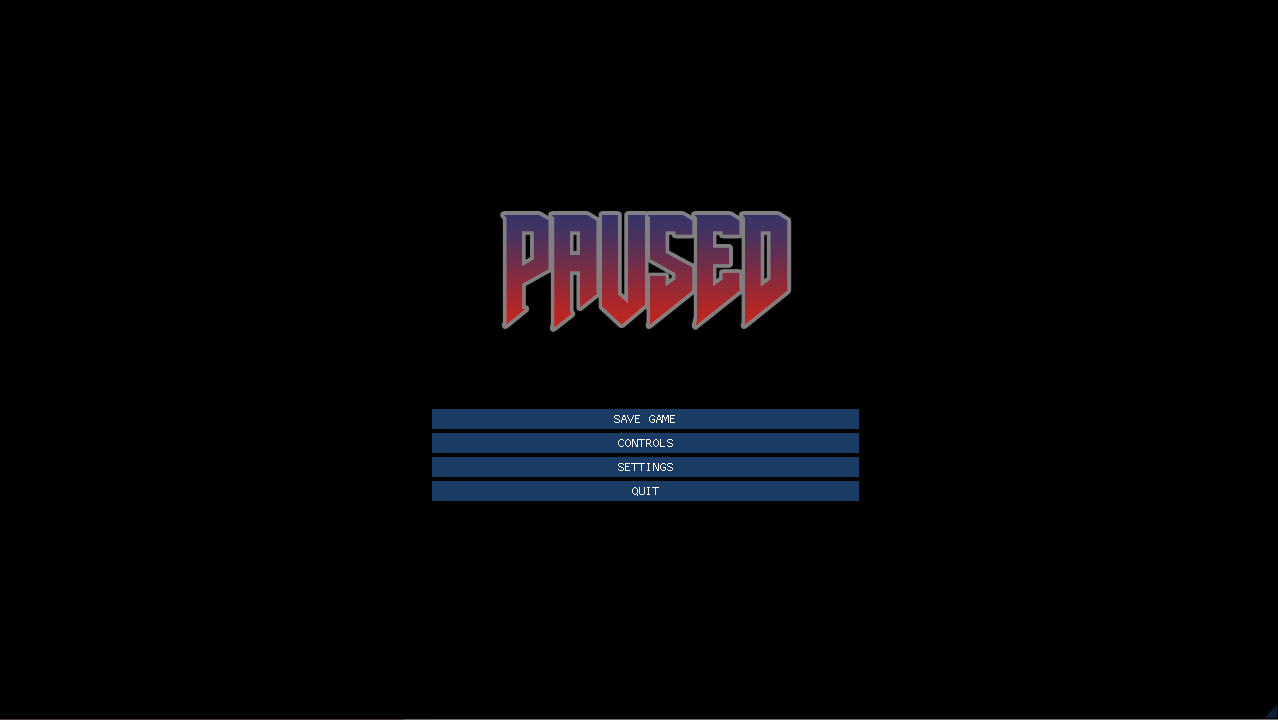 PAUSED
SAVE GAME
CONTROLS
SETTINGS
QUIT